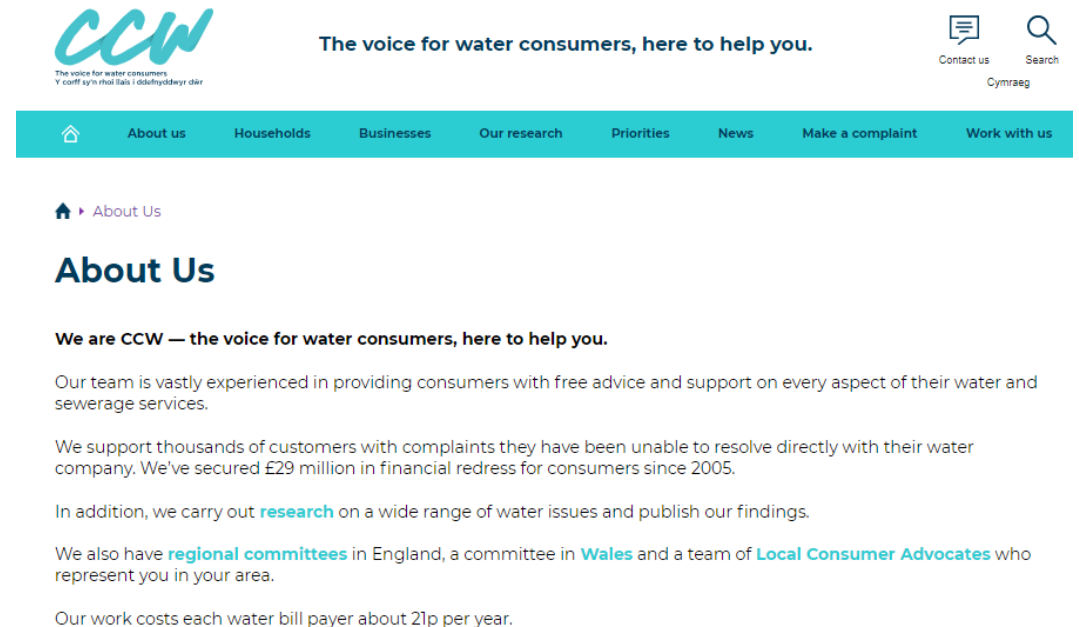 CCW
The voice for water consumers
Y corff sy'n rhoi llais i ddefnyddwyr dŵr
The voice for water consumers, here to help you.
Contact us
Search
Cymraeg
About us
Households
Businesses
Our research
Priorities
News
Make a complaint
Work with us
About Us
About Us
We are CCW — the voice for water consumers, here to help you.
Our team is vastly experienced in providing consumers with free advice and support on every aspect of their water and
sewerage services.
We support thousands of customers with complaints they have been unable to resolve directly with their water
company. We've secured £29 million in financial redress for consumers since 2005.
In addition, we carry out research on a wide range of water issues and publish our findings.
We also have regional committees in England, a committee in Wales and a team of Local Consumer Advocates who
represent you in your area.
Our work costs each water bill payer about 21p per year.